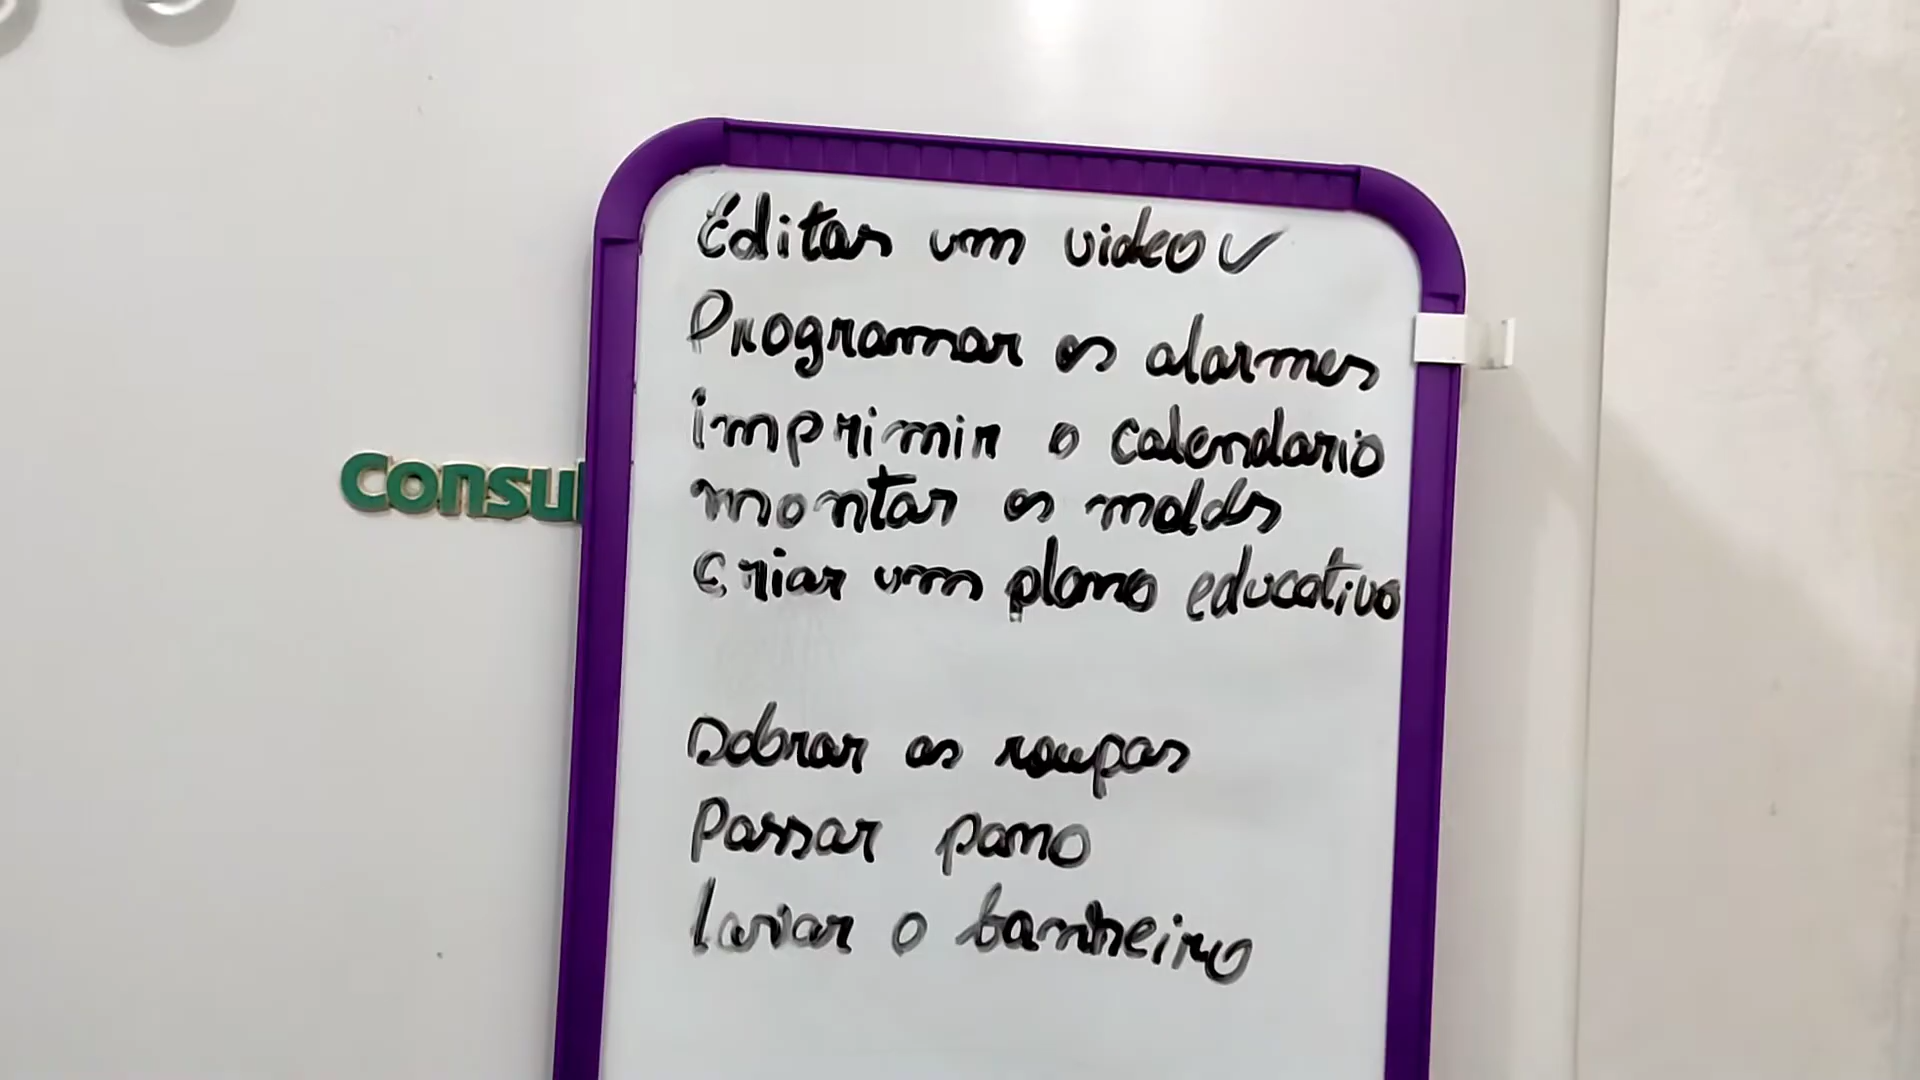 Editar um video ✓
Programar os alarmes
imprimir o calendario
montar os molds
Criar um plano educativo
Dobrar as roupas
Passar pano
lavar o banheiro
Consul